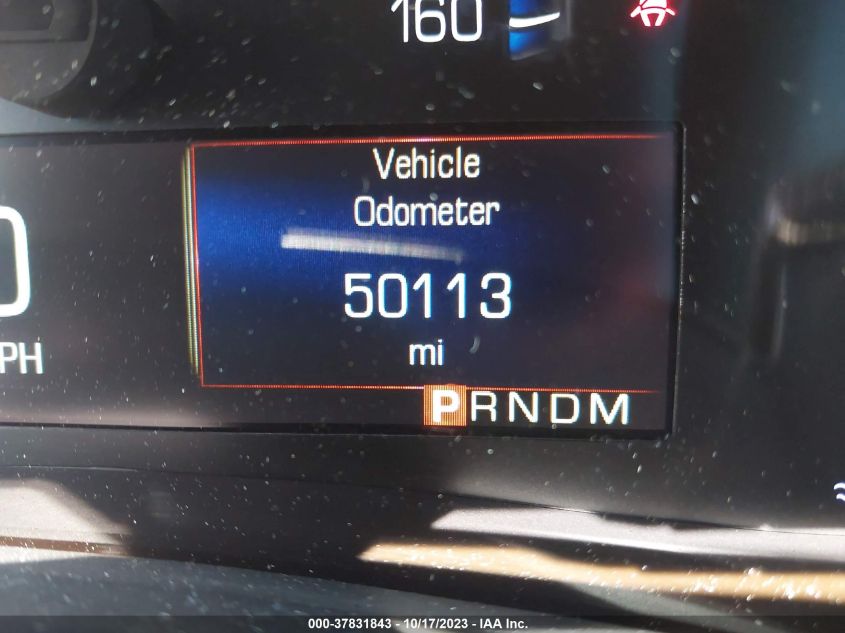 160
Vehicle
Odometer
50113
mi
PH
PRNDM
000-37831843 - 10/17/2023 - IAA Inc.